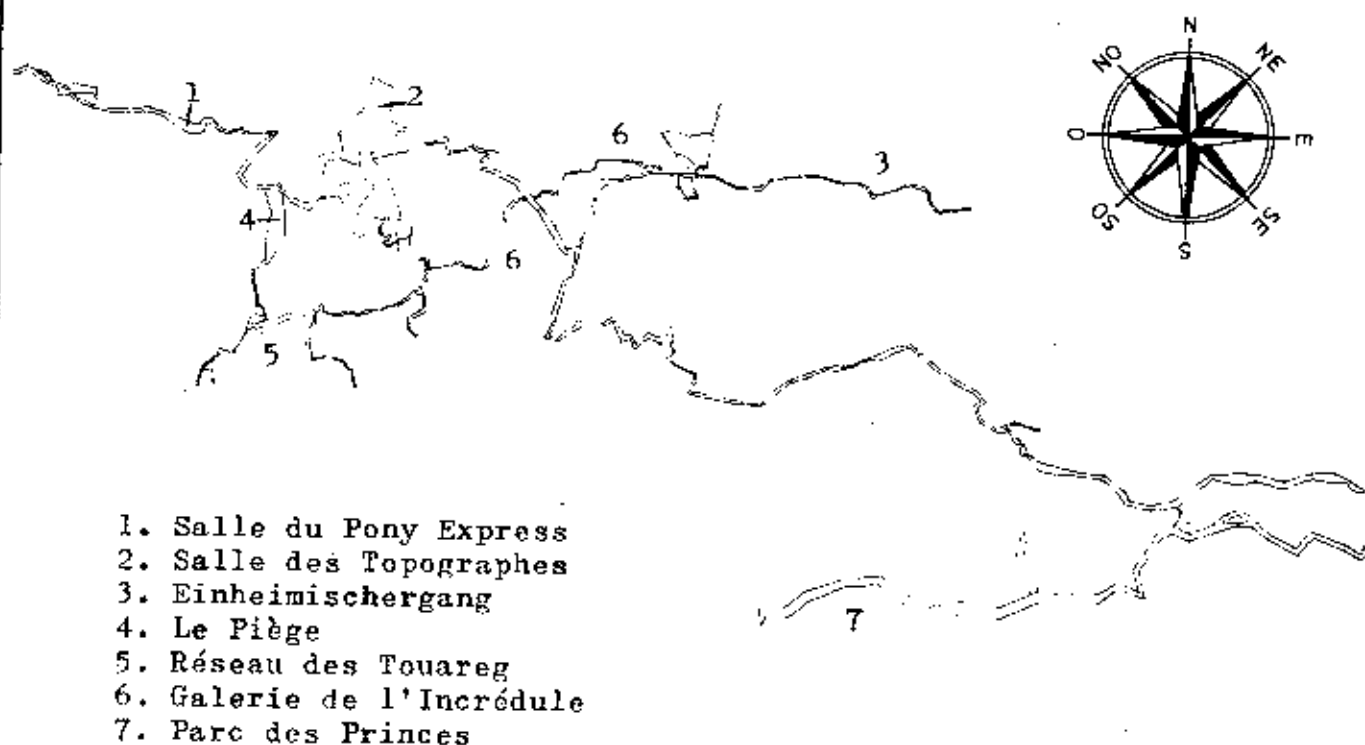 N
NO
NE
1
2
6
3
O
E
4
SO
SE
S
6
5
1. Salle du Pony Express
2. Salle des Topographes
3. Einheimischergang
4. Le Piège
5. Réseau des Touareg
6. Galerie de l'Incrédule
7. Parc des Princes
7